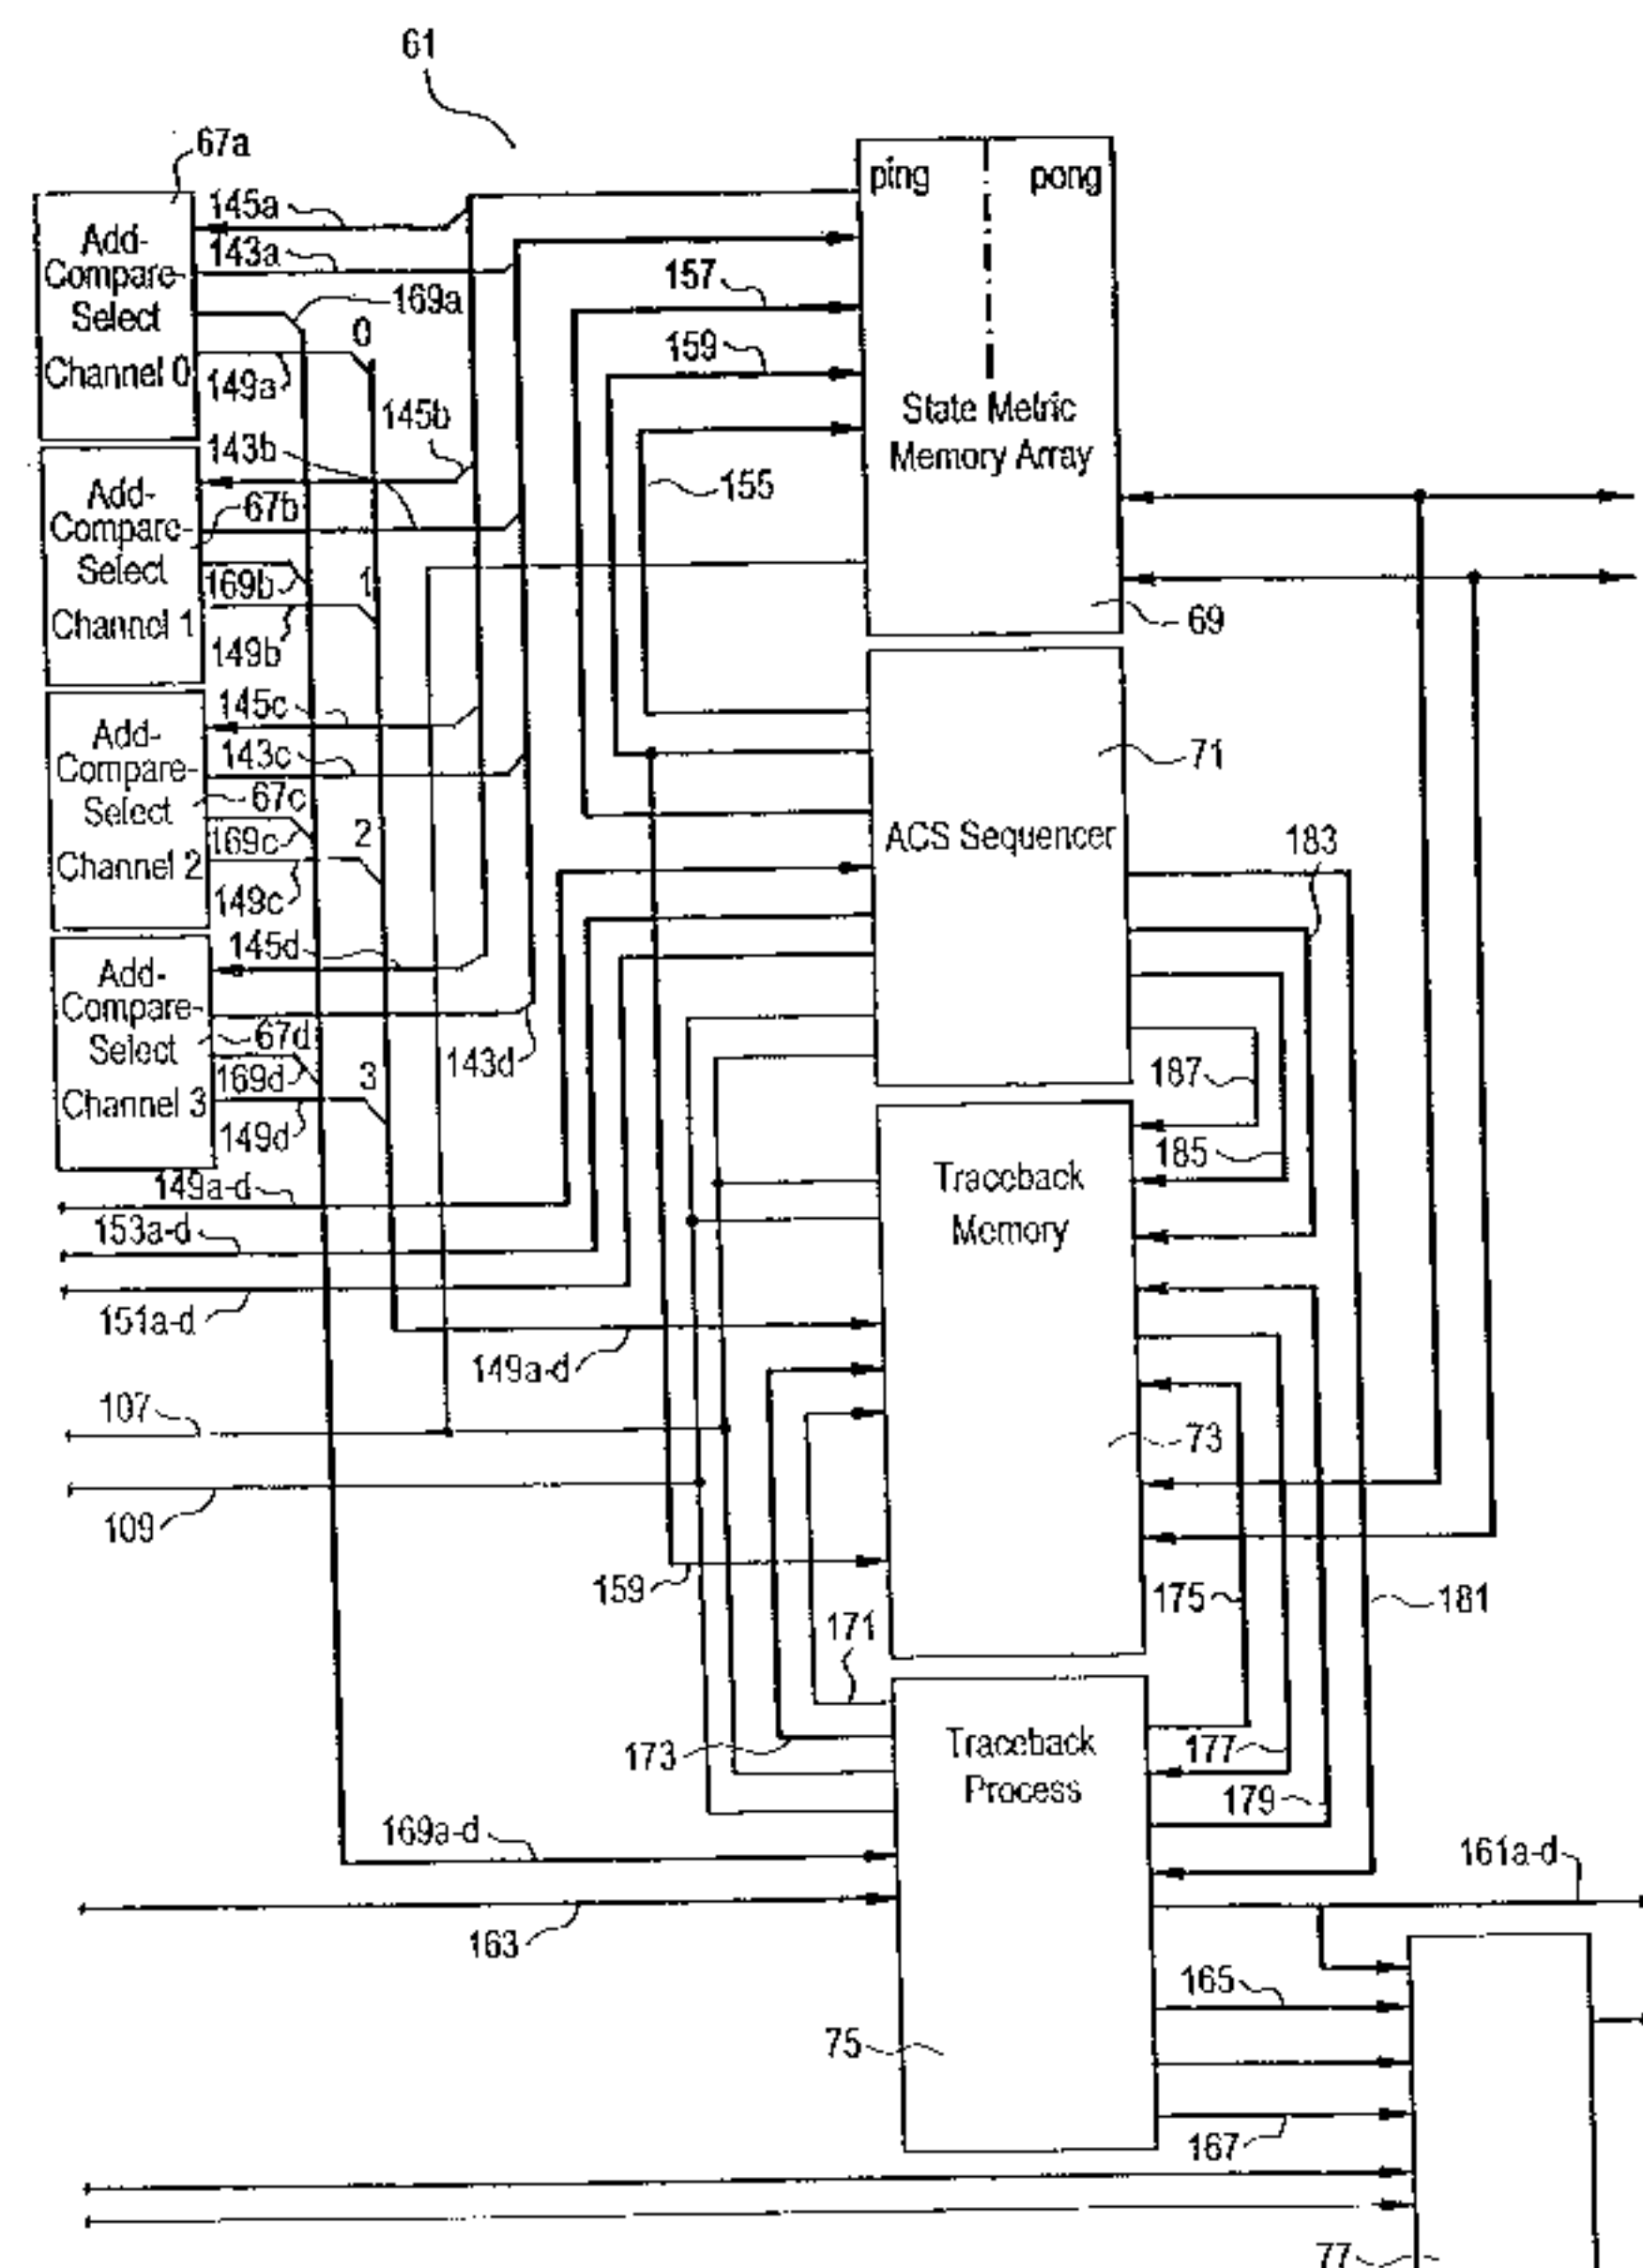 61
67a
ping
pong
145a
Add-
Compare-
Select
Channel 0
143a
169a
0
149a
157
159
State Metric
Memory Array
145b
143b
155
Add-
Compare-
Select
Channel 1
67b
169b
1
149b
69
145c
143c
Add-
Compare-
Select
Channel 2
67c
169c
2
149c
71
ACS Sequencer
183
145d
Add-
Compare-
Select
Channel 3
67d
169d
3
149d
143d
187
185
149a-d
153a-d
151a-d
Traceback
Memory
149a-d
107
73
109
159
175
181
171
173
Traceback
Process
177
179
169a-d
161a-d
163
165
75
167
77